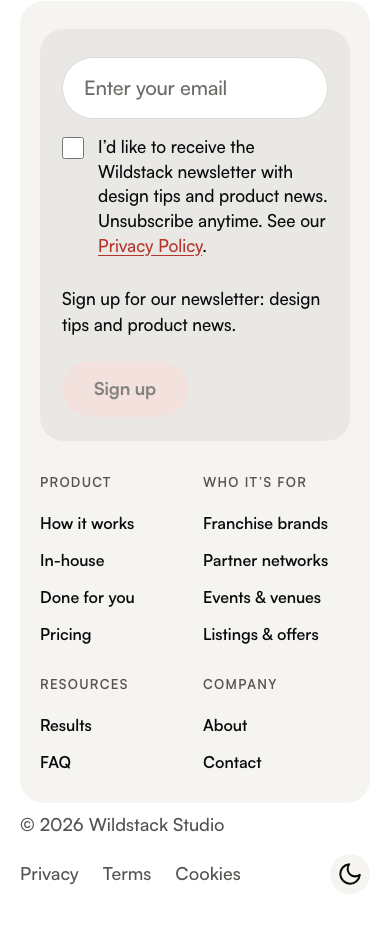 Enter your email
I’d like to receive the
Wildstack newsletter with
design tips and product news.
Unsubscribe anytime. See our
Privacy Policy.
Sign up for our newsletter: design
tips and product news.
Sign up
PRODUCT
How it works
In-house
Done for you
Pricing
WHO IT’S FOR
Franchise brands
Partner networks
Events & venues
Listings & offers
RESOURCES
Results
FAQ
COMPANY
About
Contact
© 2026 Wildstack Studio
Privacy Terms Cookies